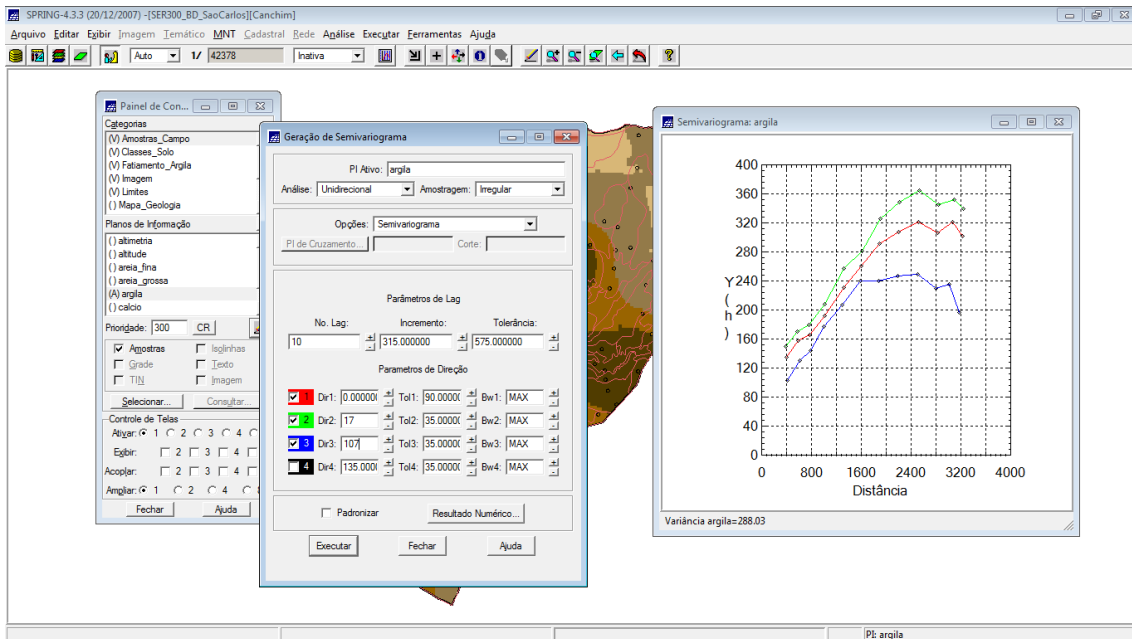 SPRING-4.3.3 (20/12/2007) -[SER300_BD_SaoCarlos][Canchim]
Arquivo Editar Exibir Imagem Temático MNT Cadastral Rede Análise Executar Ferramentas Ajuda
Auto 1/ 42378 Inativa
Painel de Con...
Categorias
(V) Amostras_Campo
(V) Classes_Solo
(V) Fatiamento_Argila
(V) Imagem
(V) Limites
() Mapa_Geologia
Planos de Informação
() altimetria
() altitude
() areia_fina
() areia_grossa
(A) argila
() calcio
Prioridade: 300 CR
Amostras Isolinhas
Grade Texto
TIN Imagem
Selecionar... Consultar...
Controle de Telas
Ativar: 1 2 3 4
Exibir: 2 3 4
Acoplar: 2 3 4
Ampliar: 1 2 4
Fechar Ajuda
Geração de Semivariograma
PI Ativo: argila
Análise: Unidirecional Amostragem: Irregular
Opções: Semivariograma
PI de Cruzamento... Corte:
Parâmetros de Lag
No. Lag: Incremento: Tolerância:
10 315.000000 575.000000
Parametros de Direção
1 Dir1: 0.000000 Tol1: 90.0000 Bw1: MAX
2 Dir2: 17 Tol2: 35.0000 Bw2: MAX
3 Dir3: 107 Tol3: 35.0000 Bw3: MAX
4 Dir4: 135.000 Tol4: 35.0000 Bw4: MAX
Padronizar Resultado Numérico...
Executar Fechar Ajuda
Semivariograma: argila
400
360
320
280
240
200
160
120
80
40
0
Y(h)
0 800 1600 2400 3200 4000
Distância
Variância argila=288.03
PI: argila